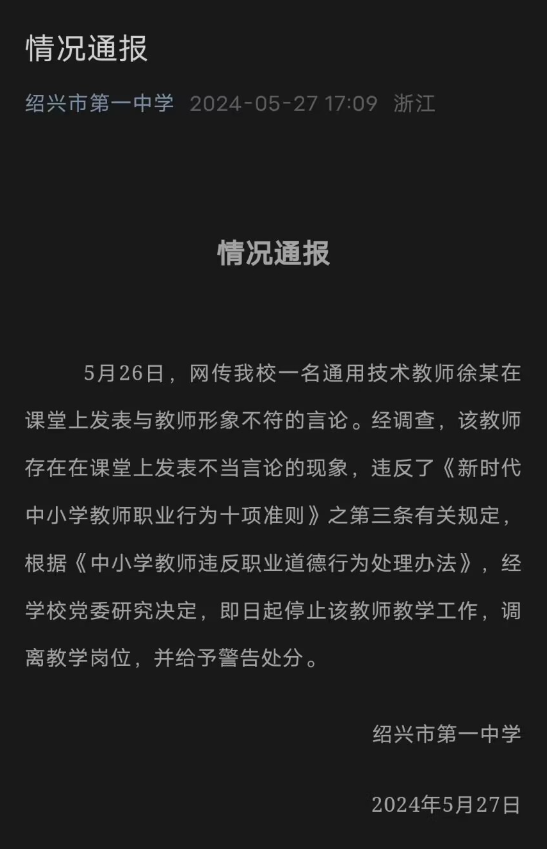 情况通报
绍兴市第一中学 2024-05-27 17:09 浙江
情况通报
5月26日，网传我校一名通用技术教师徐某在
课堂上发表与教师形象不符的言论。经调查，该教师
存在在课堂上发表不当言论的现象，违反了《新时代
中小学教师职业行为十项准则》之第三条有关规定，
根据《中小学教师违反职业道德行为处理办法》，经
学校党委研究决定，即日起停止该教师教学工作，调
离教学岗位，并给予警告处分。
绍兴市第一中学
2024年5月27日